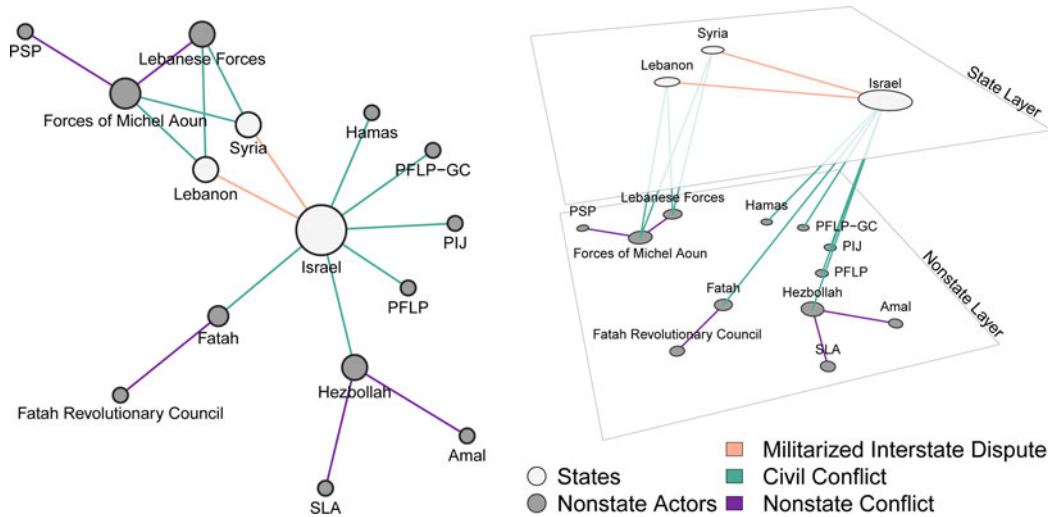 PSP
Lebanese Forces
Forces of Michel Aoun
Syria
Lebanon
Hamas
PFLP-GC
PIJ
Israel
PFLP
Fatah
Hezbollah
Fatah Revolutionary Council
Amal
SLA
Syria
Lebanon
Israel
State Layer
Lebanese Forces
PSP
Hamas
PFLP-GC
Forces of Michel Aoun
PIJ
PFLP
Nonstate Layer
Fatah
Hezbollah
Amal
Fatah Revolutionary Council
SLA
States
Nonstate Actors
Militarized Interstate Dispute
Civil Conflict
Nonstate Conflict